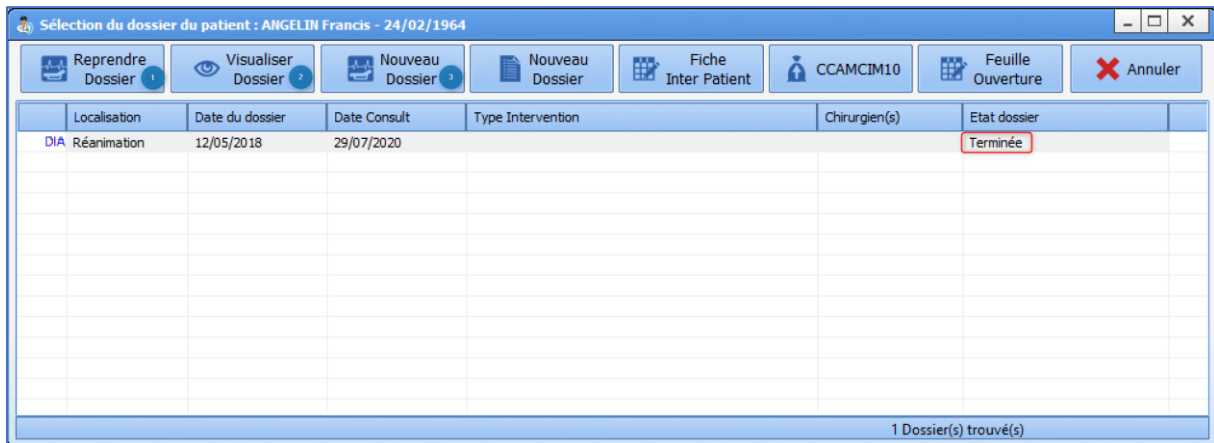 Sélection du dossier du patient : ANGELIN Francis - 24/02/1964
Reprendre Dossier 1
Visualiser Dossier 2
Nouveau Dossier 3
Nouveau Dossier
Fiche Inter Patient
CCAMCIM10
Feuille Ouverture
Annuler
Localisation Date du dossier Date Consult Type Intervention Chirurgien(s) Etat dossier
DIA Réanimation 12/05/2018 29/07/2020 Terminée
1 Dossier(s) trouvé(s)